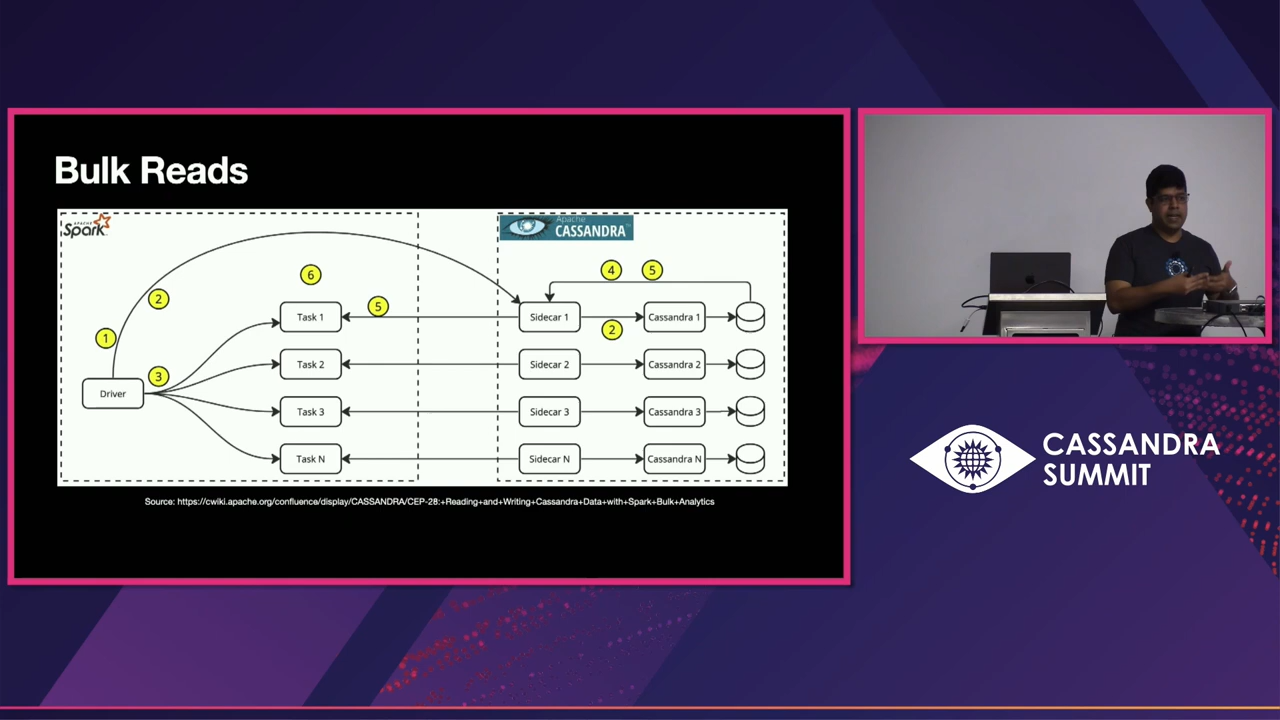 Bulk Reads
APACHE
Spark
Apache
CASSANDRA
6
4
5
2
5
Task 1
Sidecar 1
Cassandra 1
1
2
Task 2
Sidecar 2
Cassandra 2
3
Driver
Task 3
Sidecar 3
Cassandra 3
Task N
Sidecar N
Cassandra N
Source: https://cwiki.apache.org/confluence/display/CASSANDRA/CEP-28:+Reading+and+Writing+Cassandra+Data+with+Spark+Bulk+Analytics
CASSANDRA
SUMMIT